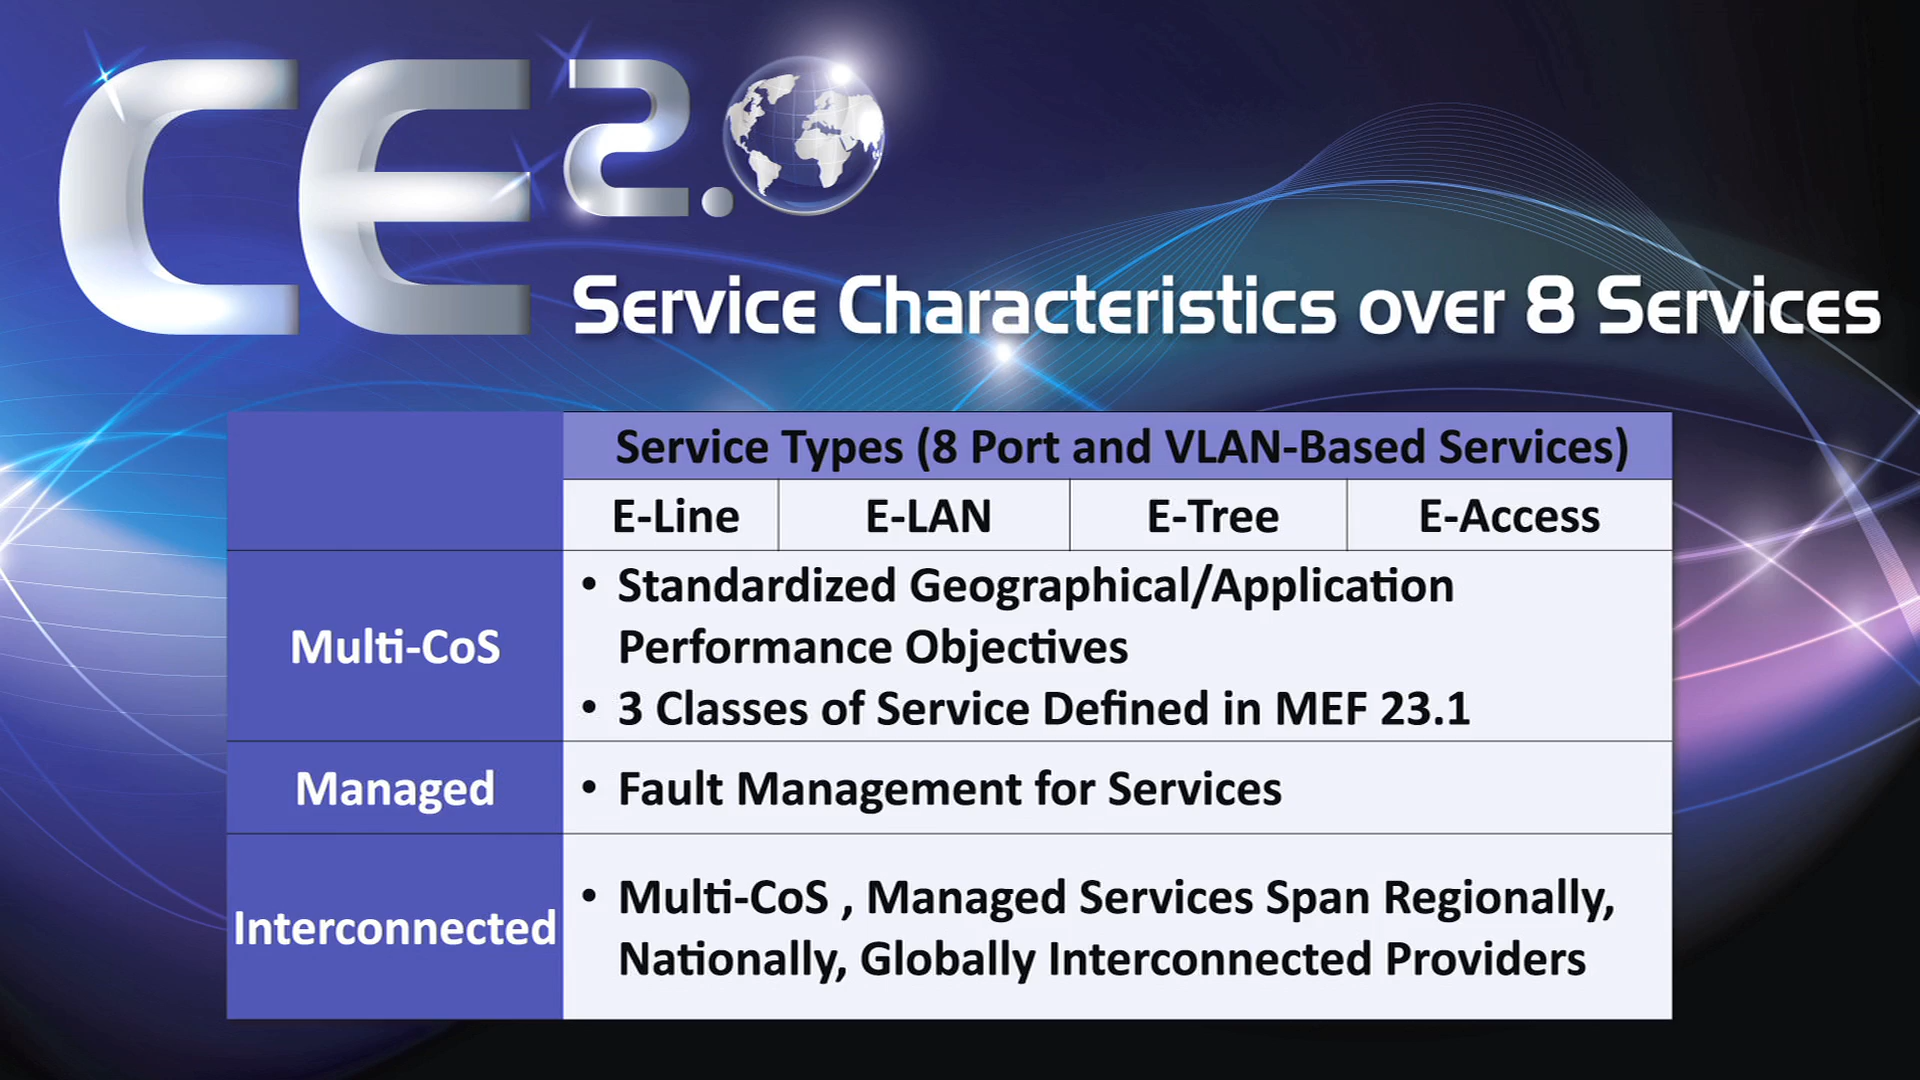 CE 2.0
Service Characteristics over 8 Services
Service Types (8 Port and VLAN-Based Services)
E-Line E-LAN E-Tree E-Access
Multi-CoS
• Standardized Geographical/Application
Performance Objectives
• 3 Classes of Service Defined in MEF 23.1
Managed
• Fault Management for Services
Interconnected
• Multi-CoS , Managed Services Span Regionally,
Nationally, Globally Interconnected Providers